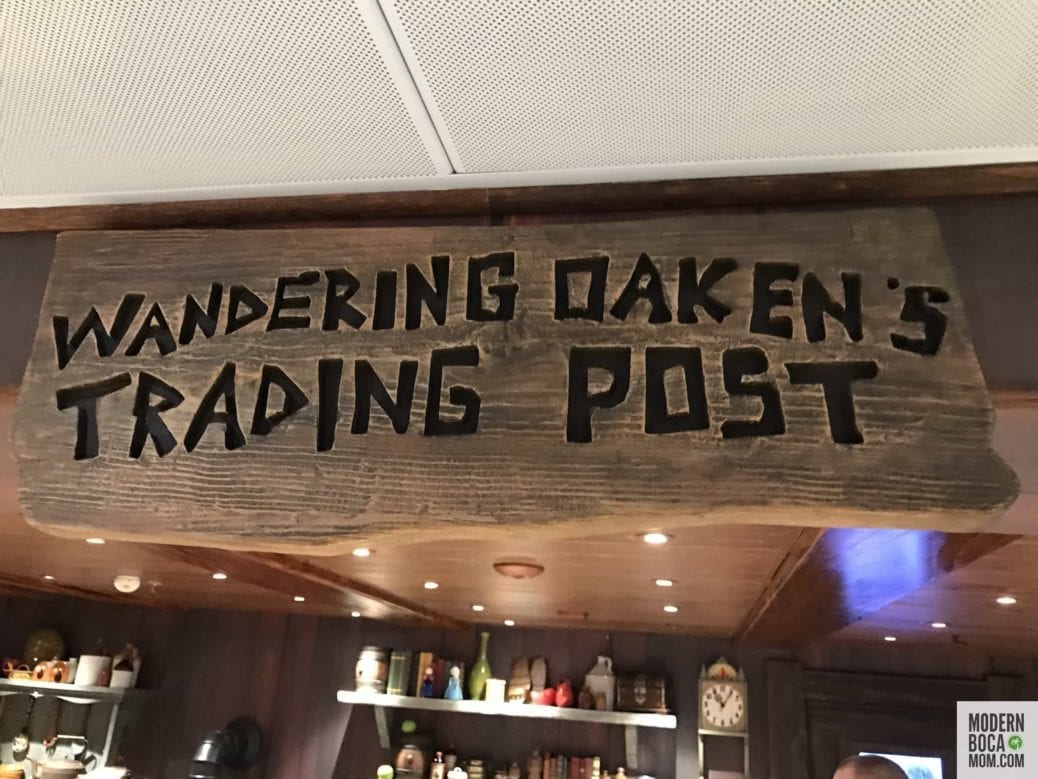 WANDERING OAKEN'S
TRADING POST
MODERN
BOCA
MOM.COM